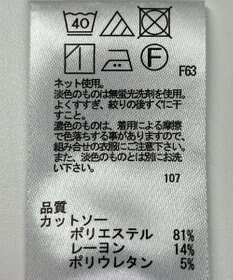 40
F
F63
ネット使用。
淡色のものは無蛍光洗剤を使用。
よくすすぎ、絞りの後すぐに干
すこと。
濃色のものは、着用による摩擦
で色落ちする事がありますので、
組み合せの衣服にご注意下さい。
また、淡色のものとは別にお洗
い下さい。
107
品質
カットソー
ポリエステル 81%
レーヨン 14%
ポリウレタン 5%